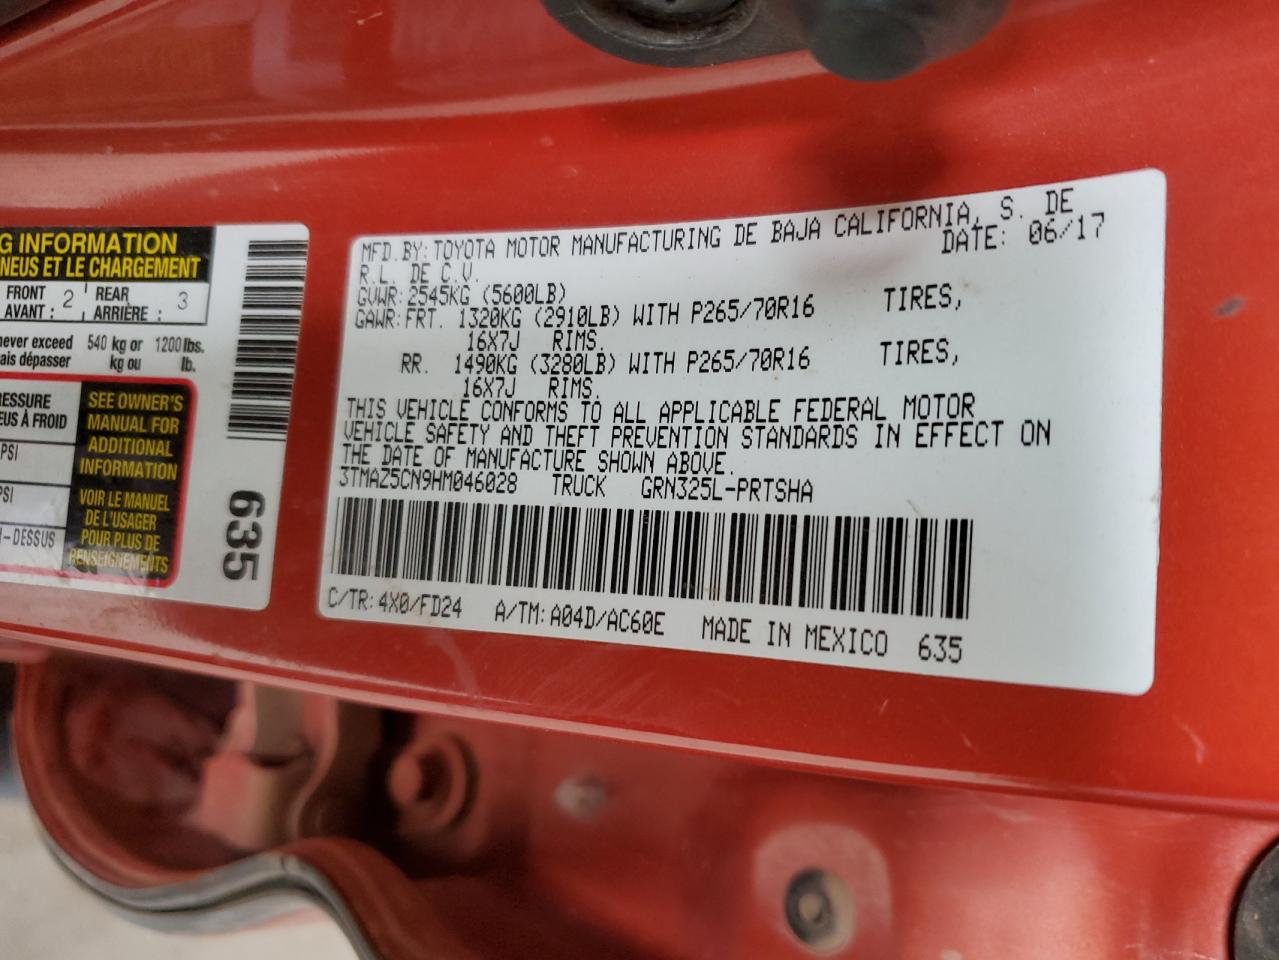 G INFORMATION
NEUS ET LE CHARGEMENT
FRONT AVANT : 2 REAR ARRIÈRE : 3
never exceed 540 kg or 1200 lbs.
ais dépasser kg ou lb.
RESSURE
EUS À FROID
PSI
PSI
-DESSUS
SEE OWNER'S
MANUAL FOR
ADDITIONAL
INFORMATION
VOIR LE MANUEL
DE L'USAGER
POUR PLUS DE
RENSEIGNEMENTS
635
MFD. BY: TOYOTA MOTOR MANUFACTURING DE BAJA CALIFORNIA, S. DE
R.L. DE C.V. DATE: 06/17
GVWR: 2545KG (5600LB)
GAWR: FRT. 1320KG (2910LB) WITH P265/70R16 TIRES,
16X7J RIMS.
RR. 1490KG (3280LB) WITH P265/70R16 TIRES,
16X7J RIMS.
THIS VEHICLE CONFORMS TO ALL APPLICABLE FEDERAL MOTOR
VEHICLE SAFETY AND THEFT PREVENTION STANDARDS IN EFFECT ON
THE DATE OF MANUFACTURE SHOWN ABOVE.
3TMAZ5CN9HM046028 TRUCK GRN325L-PRTSHA
C/TR: 4X0/FD24 A/TM: A04D/AC60E MADE IN MEXICO 635